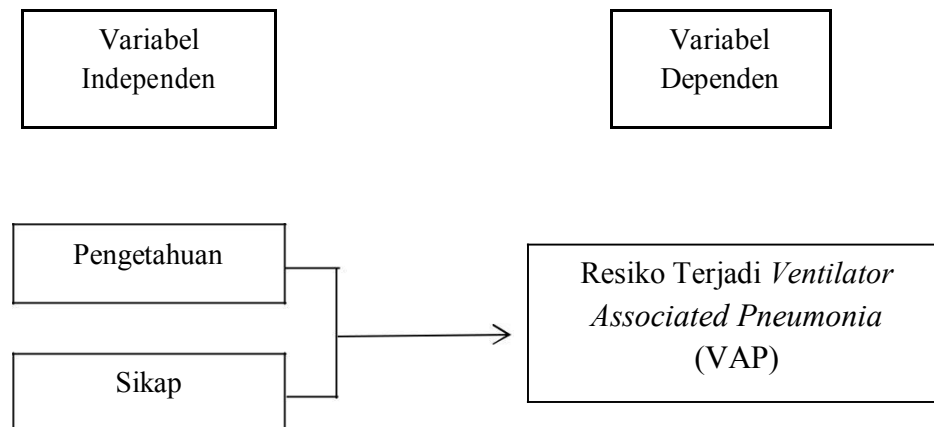 Variabel
Independen
Variabel
Dependen
Pengetahuan
Sikap
Resiko Terjadi Ventilator
Associated Pneumonia
(VAP)